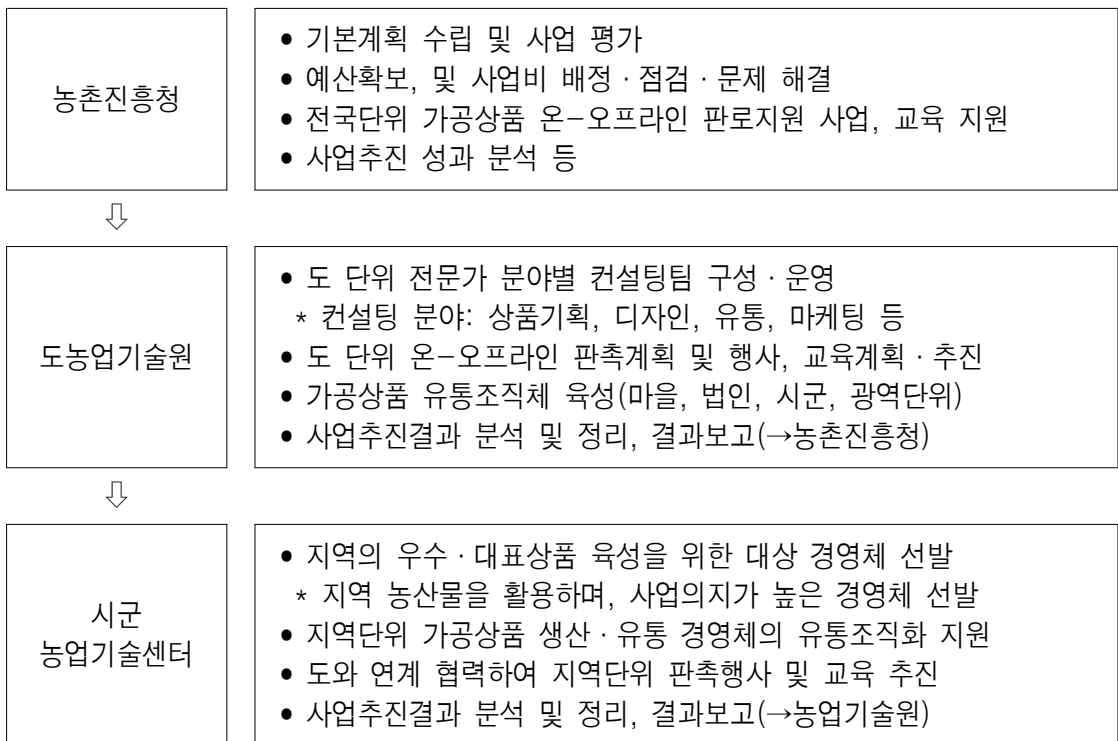 농촌진흥청
• 기본계획 수립 및 사업 평가
• 예산확보, 및 사업비 배정 · 점검 · 문제 해결
• 전국단위 가공상품 온-오프라인 판로지원 사업, 교육 지원
• 사업추진 성과 분석 등
⇩
도농업기술원
• 도 단위 전문가 분야별 컨설팅팀 구성 · 운영
* 컨설팅 분야: 상품기획, 디자인, 유통, 마케팅 등
• 도 단위 온-오프라인 판촉계획 및 행사, 교육계획 · 추진
• 가공상품 유통조직체 육성(마을, 법인, 시군, 광역단위)
• 사업추진결과 분석 및 정리, 결과보고(→농촌진흥청)
⇩
시군
농업기술센터
• 지역의 우수 · 대표상품 육성을 위한 대상 경영체 선발
* 지역 농산물을 활용하며, 사업의지가 높은 경영체 선발
• 지역단위 가공상품 생산 · 유통 경영체의 유통조직화 지원
• 도와 연계 협력하여 지역단위 판촉행사 및 교육 추진
• 사업추진결과 분석 및 정리, 결과보고(→농업기술원)